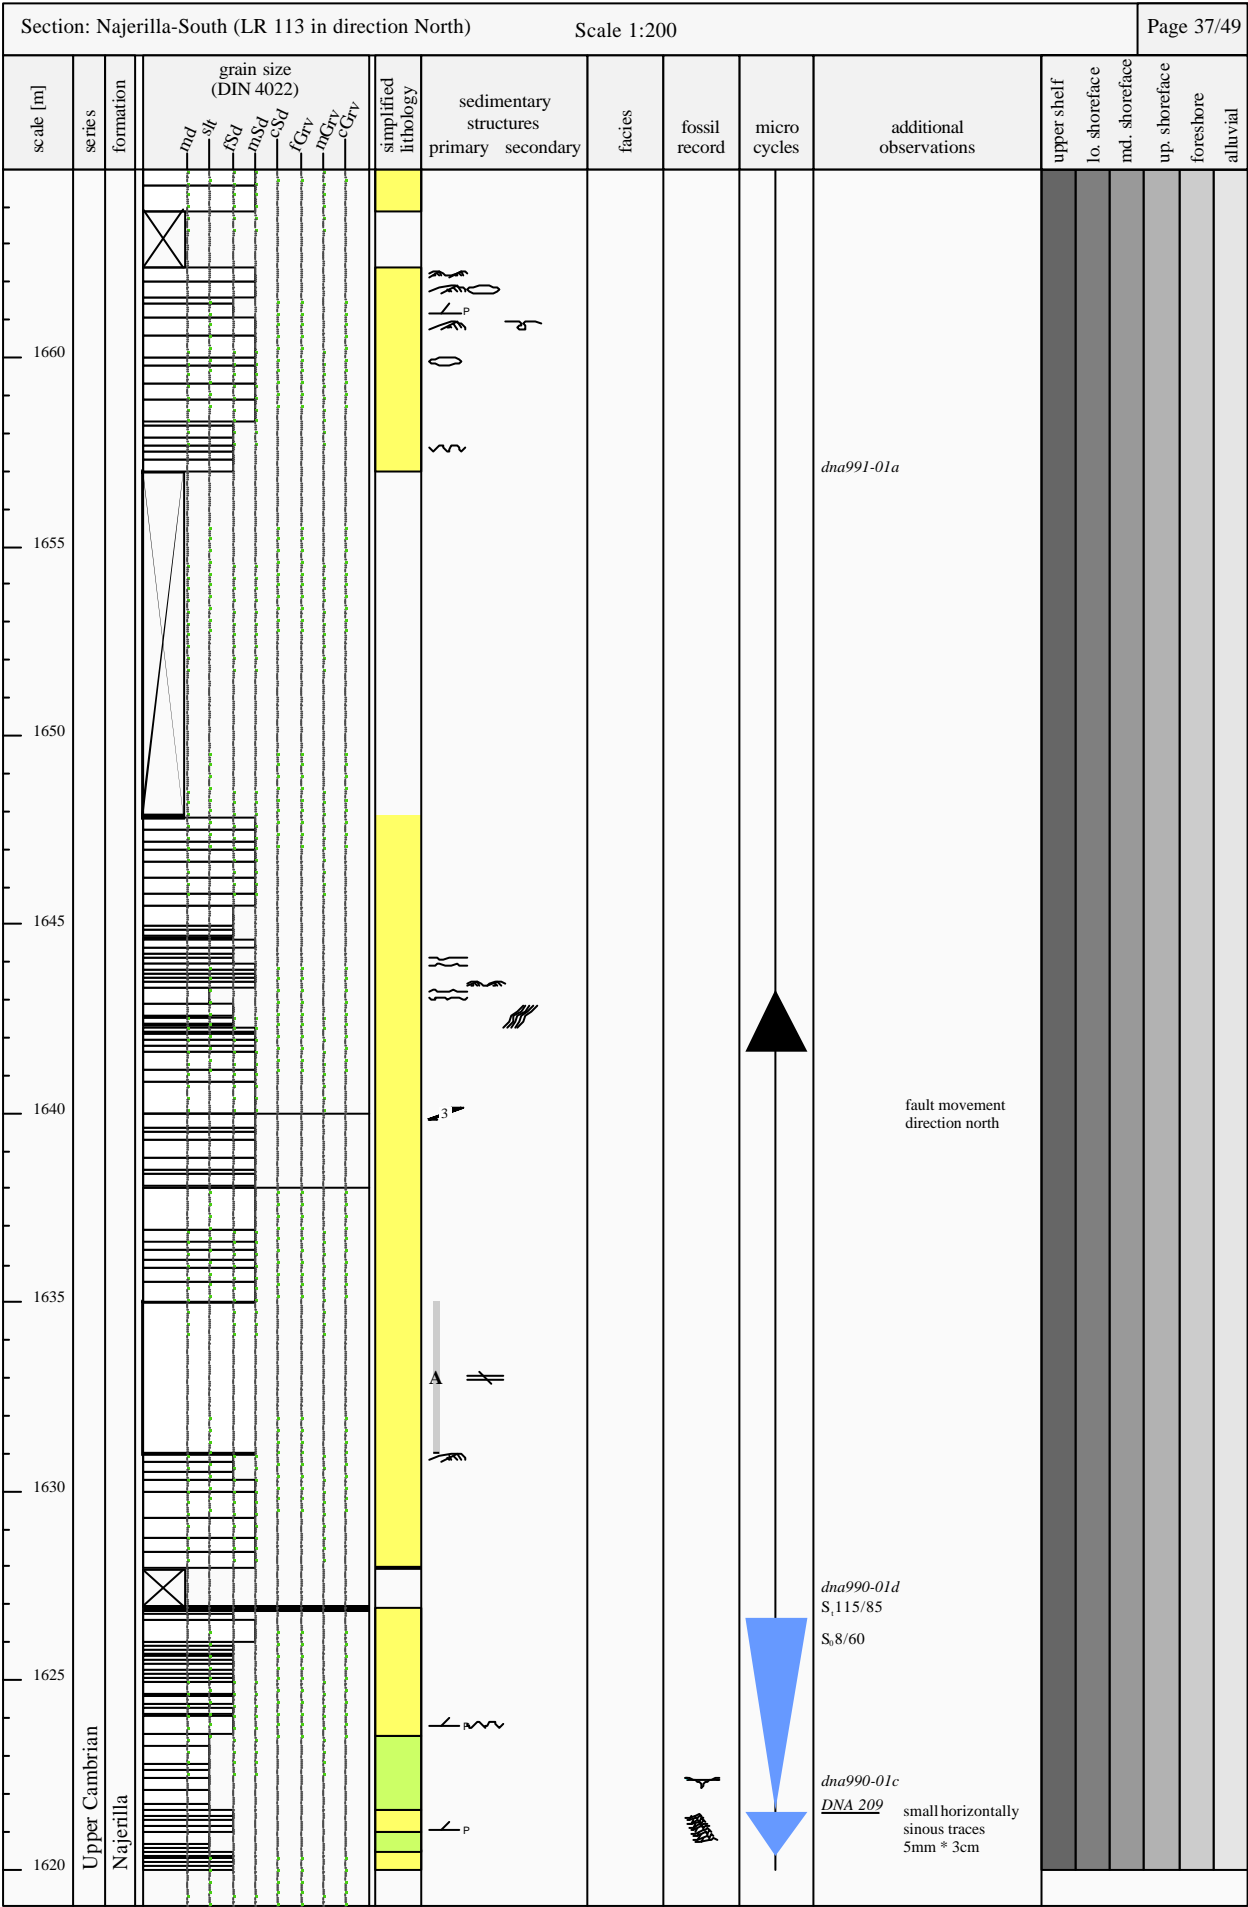 Section: Najerilla-South (LR 113 in direction North)
Scale 1:200
Page 37/49
scale [m]
series
formation
grain size
(DIN 4022)
md
slt
fSd
mSd
cSd
fGrv
mGrv
cGrv
simplified
lithology
sedimentary
structures
primary secondary
facies
fossil
record
micro
cycles
additional
observations
upper shelf
lo. shoreface
md. shoreface
up. shoreface
foreshore
alluvial
P
1660
dna991-01a
1655
1650
1645
1640
3
fault movement
direction north
1635
A
1630
dna990-01d
S₁115/85
S₀8/60
1625
P
dna990-01c
DNA 209
small horizontally
sinous traces
5mm * 3cm
P
1620
Upper Cambrian
Najerilla